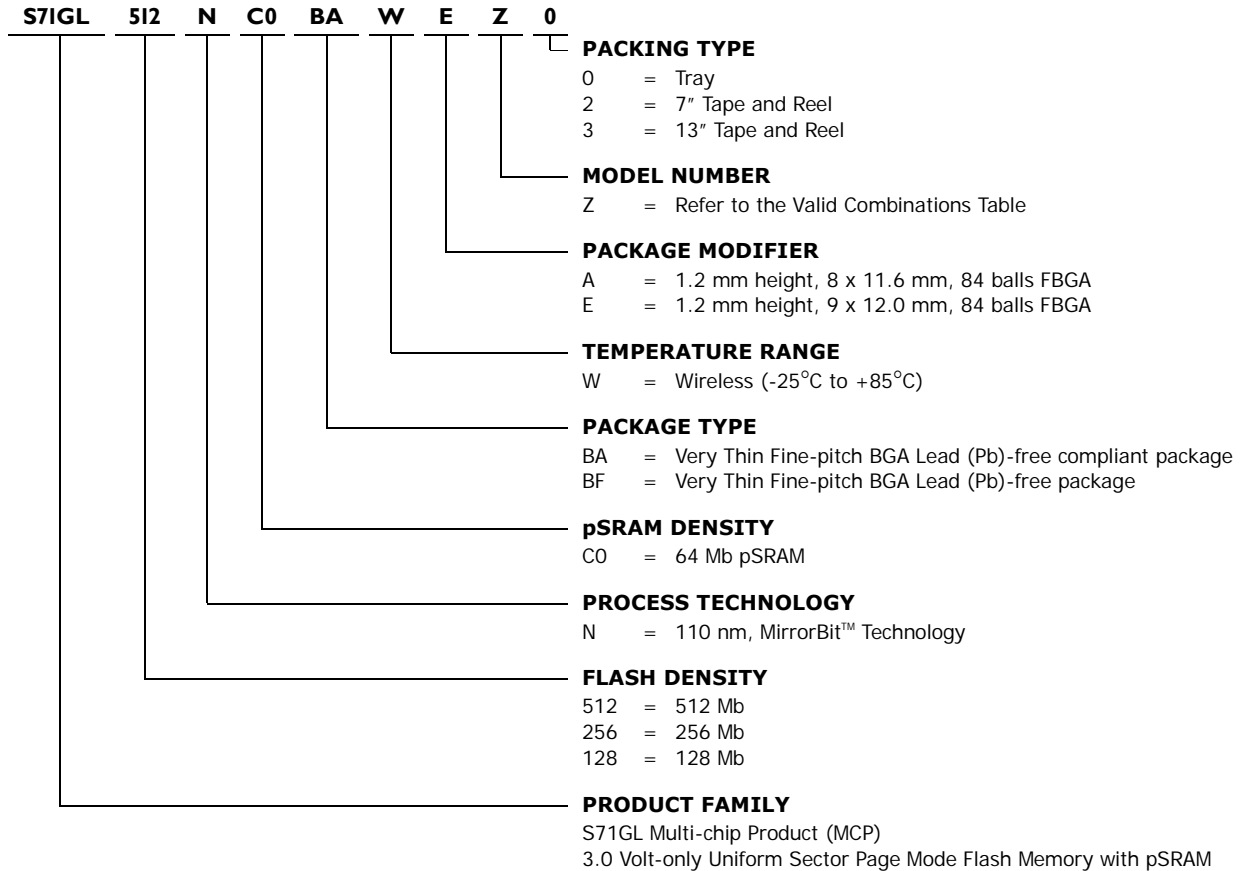 S71GL 512 N C0 BA W E Z 0
PACKING TYPE
0 = Tray
2 = 7" Tape and Reel
3 = 13" Tape and Reel
MODEL NUMBER
Z = Refer to the Valid Combinations Table
PACKAGE MODIFIER
A = 1.2 mm height, 8 x 11.6 mm, 84 balls FBGA
E = 1.2 mm height, 9 x 12.0 mm, 84 balls FBGA
TEMPERATURE RANGE
W = Wireless (-25°C to +85°C)
PACKAGE TYPE
BA = Very Thin Fine-pitch BGA Lead (Pb)-free compliant package
BF = Very Thin Fine-pitch BGA Lead (Pb)-free package
pSRAM DENSITY
C0 = 64 Mb pSRAM
PROCESS TECHNOLOGY
N = 110 nm, MirrorBit™ Technology
FLASH DENSITY
512 = 512 Mb
256 = 256 Mb
128 = 128 Mb
PRODUCT FAMILY
S71GL Multi-chip Product (MCP)
3.0 Volt-only Uniform Sector Page Mode Flash Memory with pSRAM